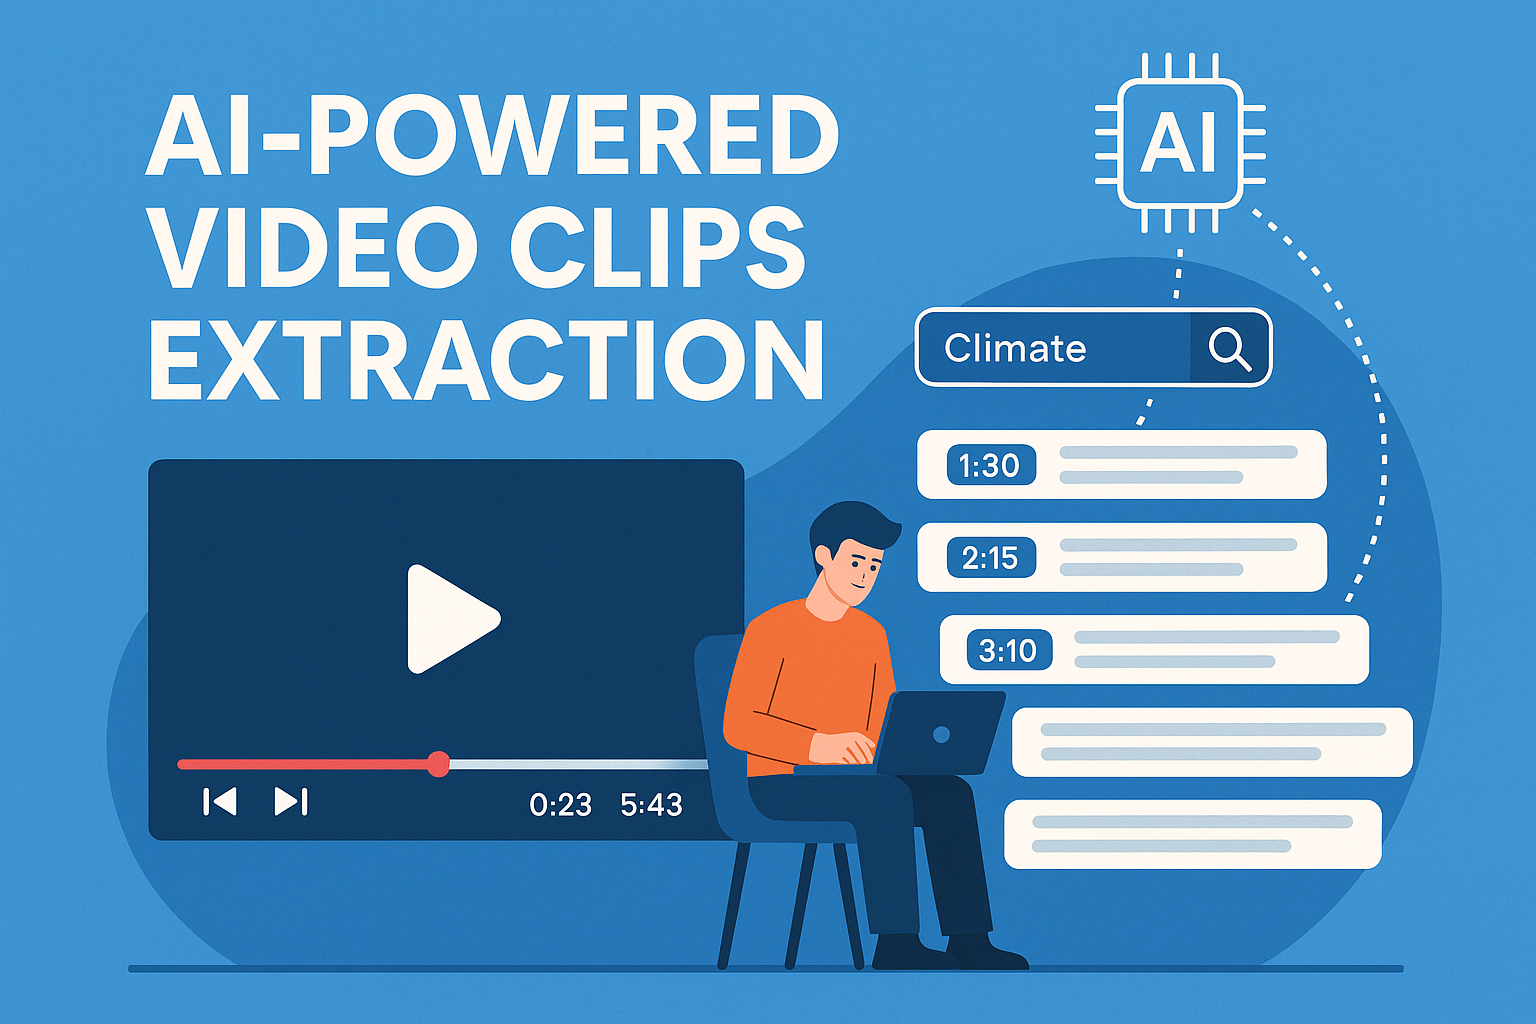 AI-POWERED
VIDEO CLIPS
EXTRACTION
AI
Climate
1:30
2:15
3:10
0:23 5:43